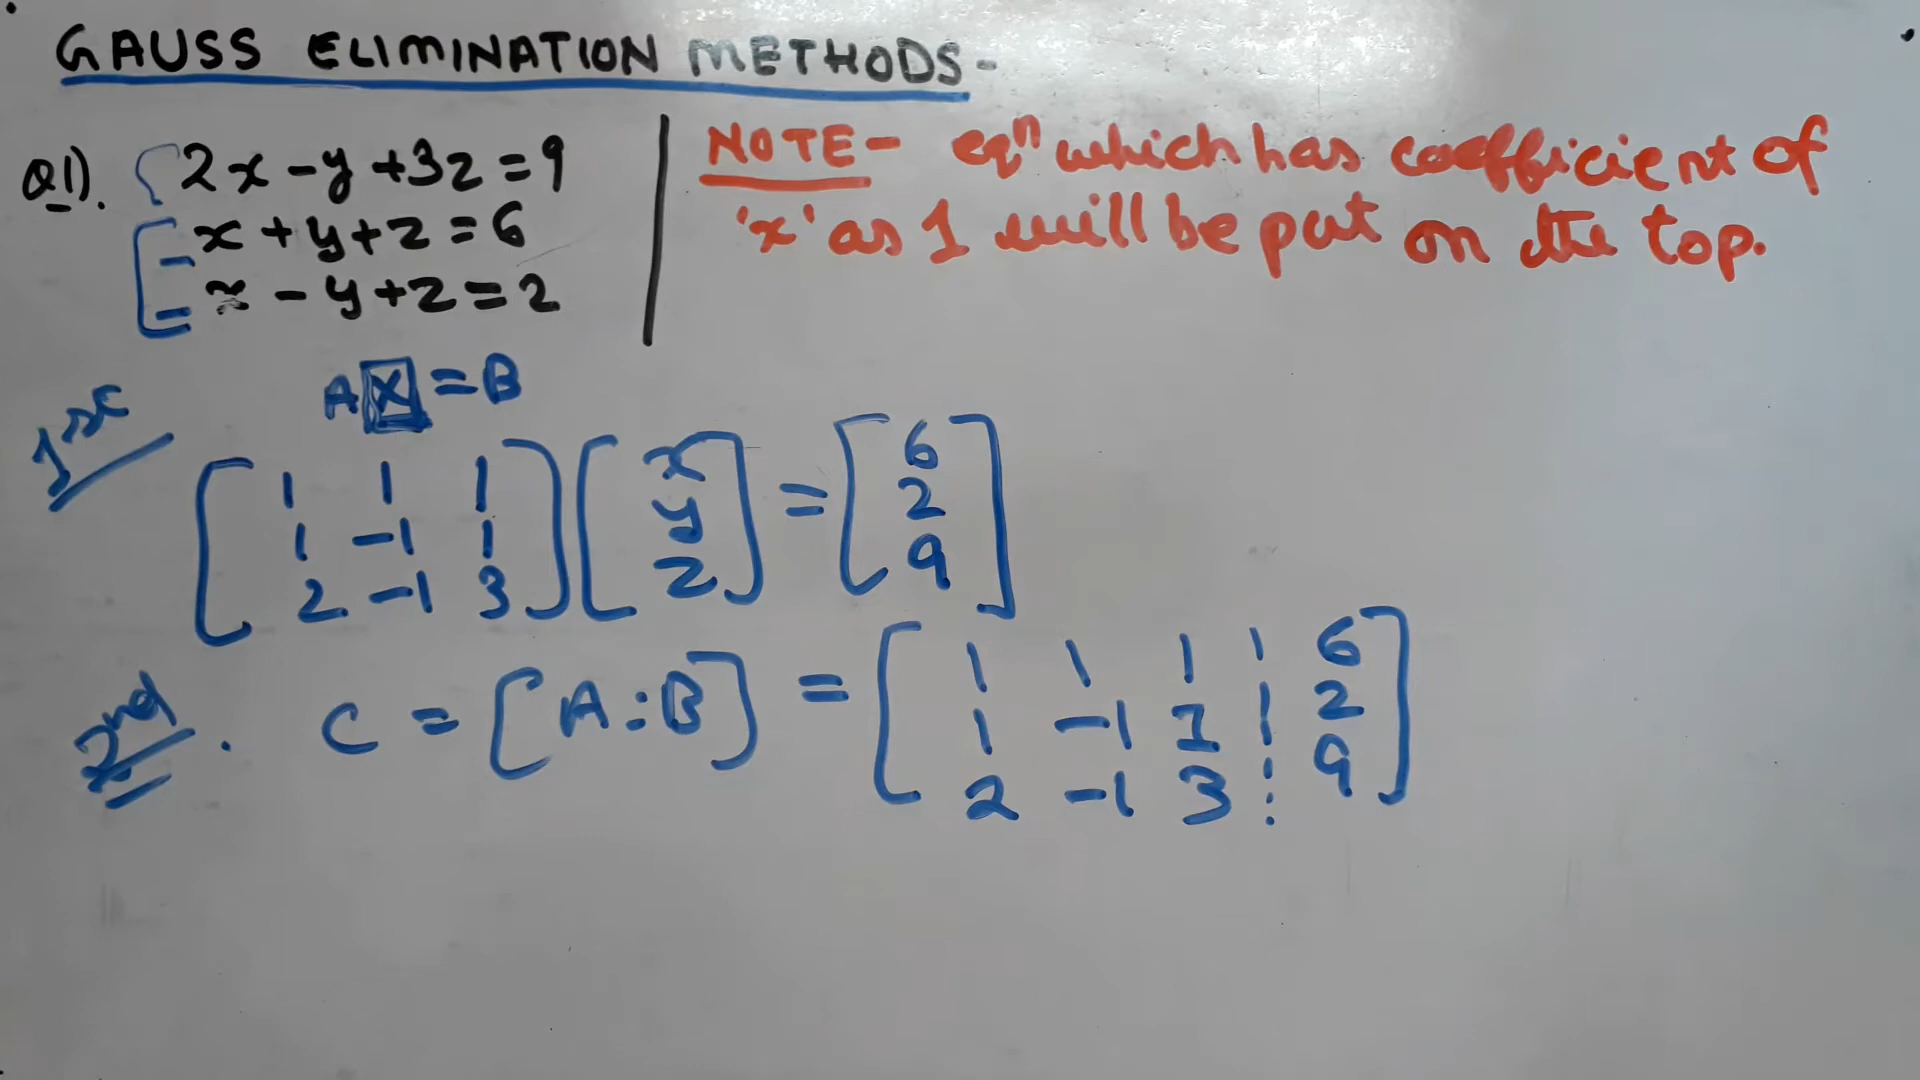 GAUSS ELIMINATION METHODS-
Q1). 2x-y+3z=9
x+y+z=6
x-y+z=2
NOTE- eqⁿ which has coefficient of
'x' as 1 will be put on the top.
1st
AX=B
[1 1 1] [x] = [6]
[1 -1 1] [y] [2]
[2 -1 3] [z] [9]
2nd. C = [A:B] = [1 1 1 ¦ 6]
[1 -1 1 ¦ 2]
[2 -1 3 ¦ 9]